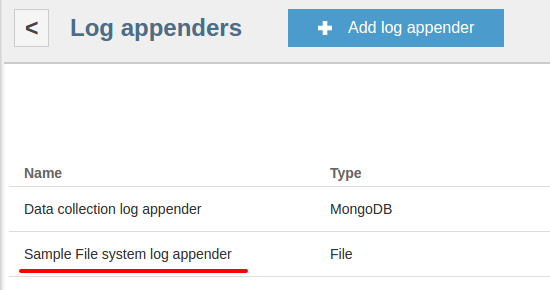 < Log appenders + Add log appender
Name Type
Data collection log appender MongoDB
Sample File system log appender File